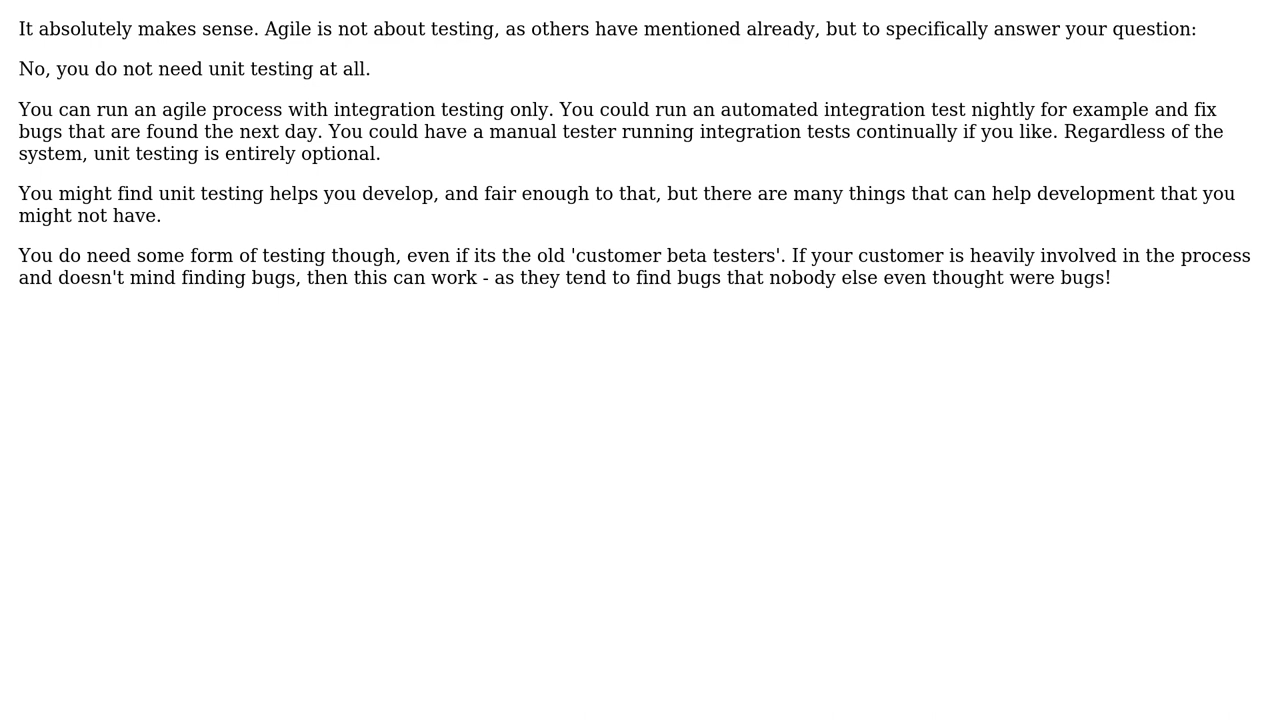 It absolutely makes sense. Agile is not about testing, as others have mentioned already, but to specifically answer your question:
No, you do not need unit testing at all.
You can run an agile process with integration testing only. You could run an automated integration test nightly for example and fix
bugs that are found the next day. You could have a manual tester running integration tests continually if you like. Regardless of the
system, unit testing is entirely optional.
You might find unit testing helps you develop, and fair enough to that, but there are many things that can help development that you
might not have.
You do need some form of testing though, even if its the old 'customer beta testers'. If your customer is heavily involved in the process
and doesn't mind finding bugs, then this can work - as they tend to find bugs that nobody else even thought were bugs!